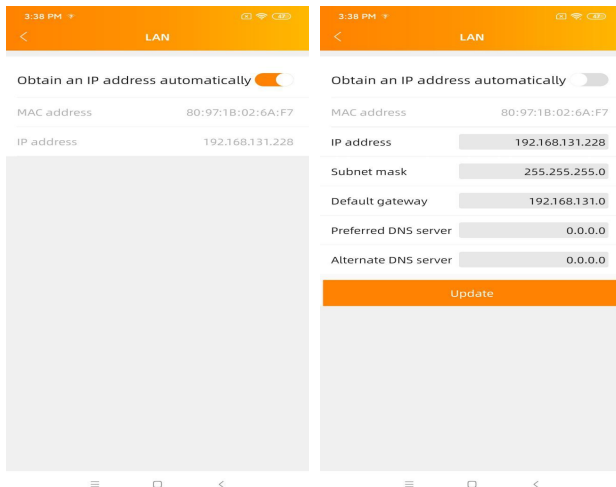 3:38 PM
LAN
Obtain an IP address automatically
MAC address 80:97:1B:02:6A:F7
IP address 192.168.131.228
3:38 PM
LAN
Obtain an IP address automatically
MAC address 80:97:1B:02:6A:F7
IP address 192.168.131.228
Subnet mask 255.255.255.0
Default gateway 192.168.131.0
Preferred DNS server 0.0.0.0
Alternate DNS server 0.0.0.0
Update